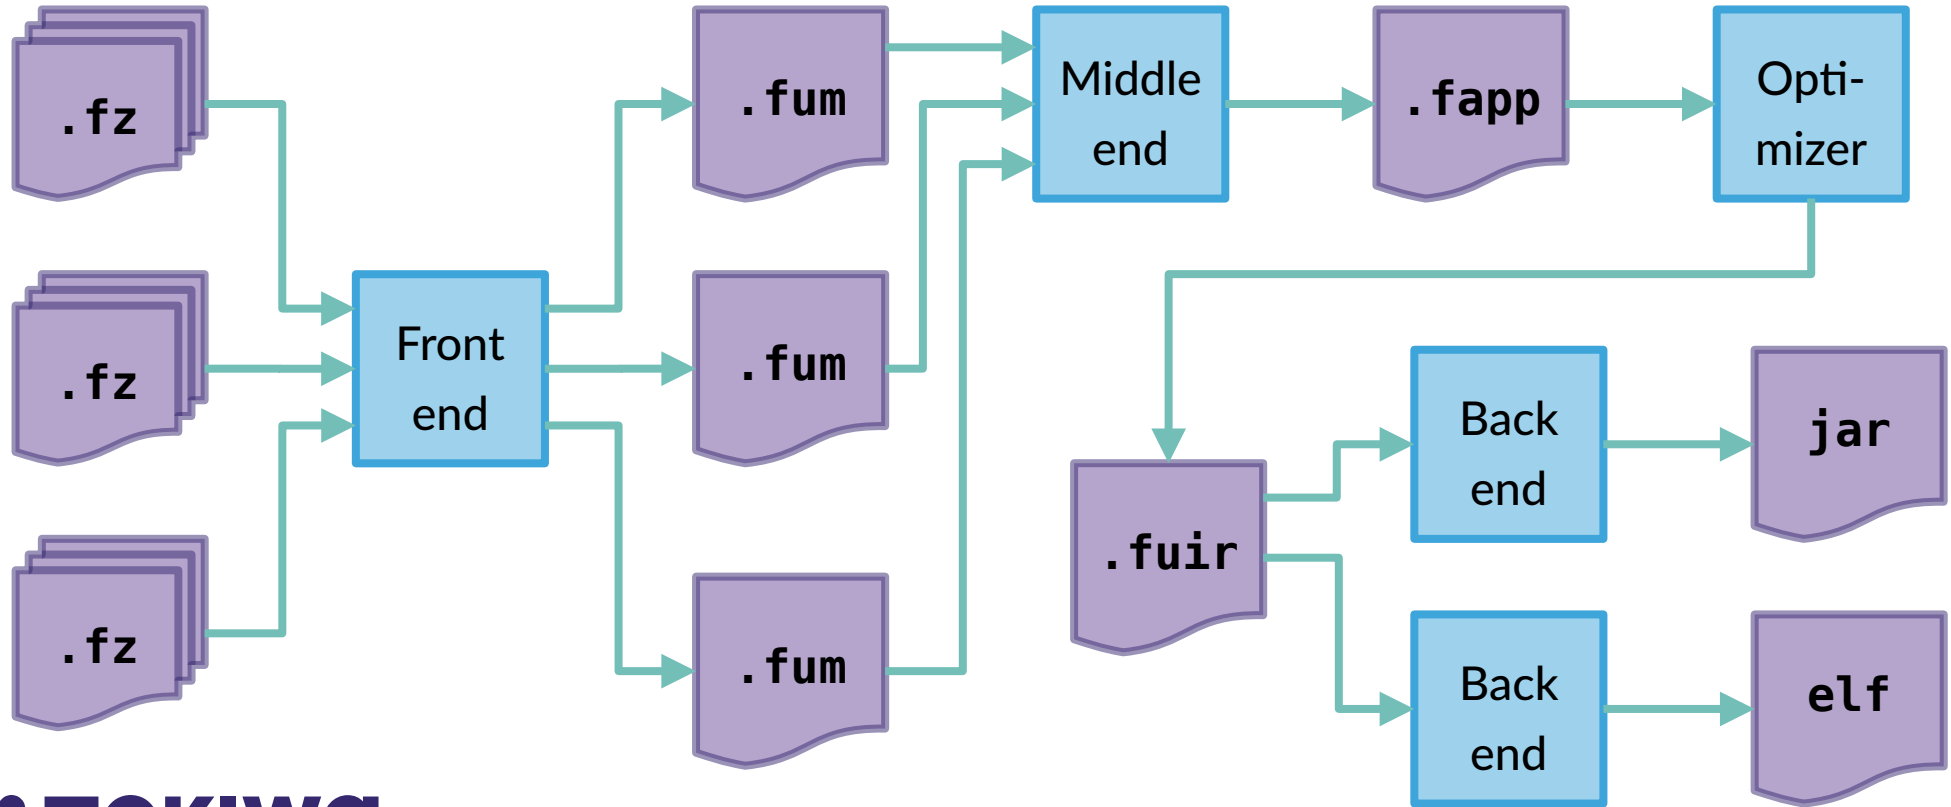 .fz
.fum
Middle
end
.fapp
Opti-
mizer
.fz
Front
end
.fum
Back
end
jar
.fuir
.fz
.fum
Back
end
elf